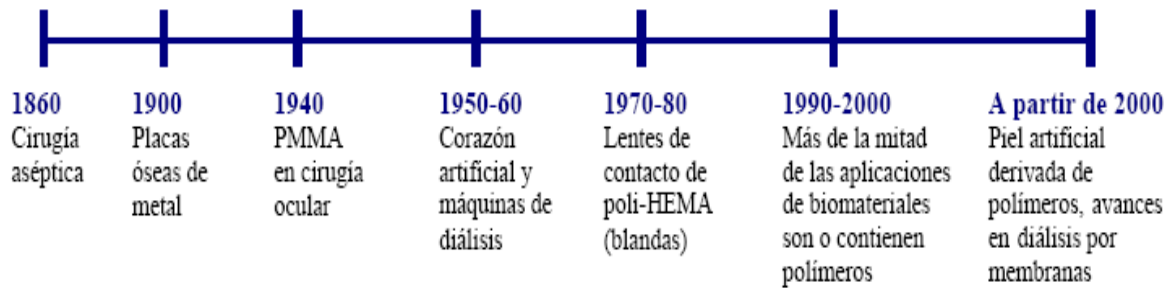 1860
Cirugía
aséptica
1900
Placas
óseas de
metal
1940
PMMA
en cirugía
ocular
1950-60
Corazón
artificial y
máquinas de
diálisis
1970-80
Lentes de
contacto de
poli-HEMA
(blandas)
1990-2000
Más de la mitad
de las aplicaciones
de biomateriales
son o contienen
polímeros
A partir de 2000
Piel artificial
derivada de
polímeros, avances
en diálisis por
membranas